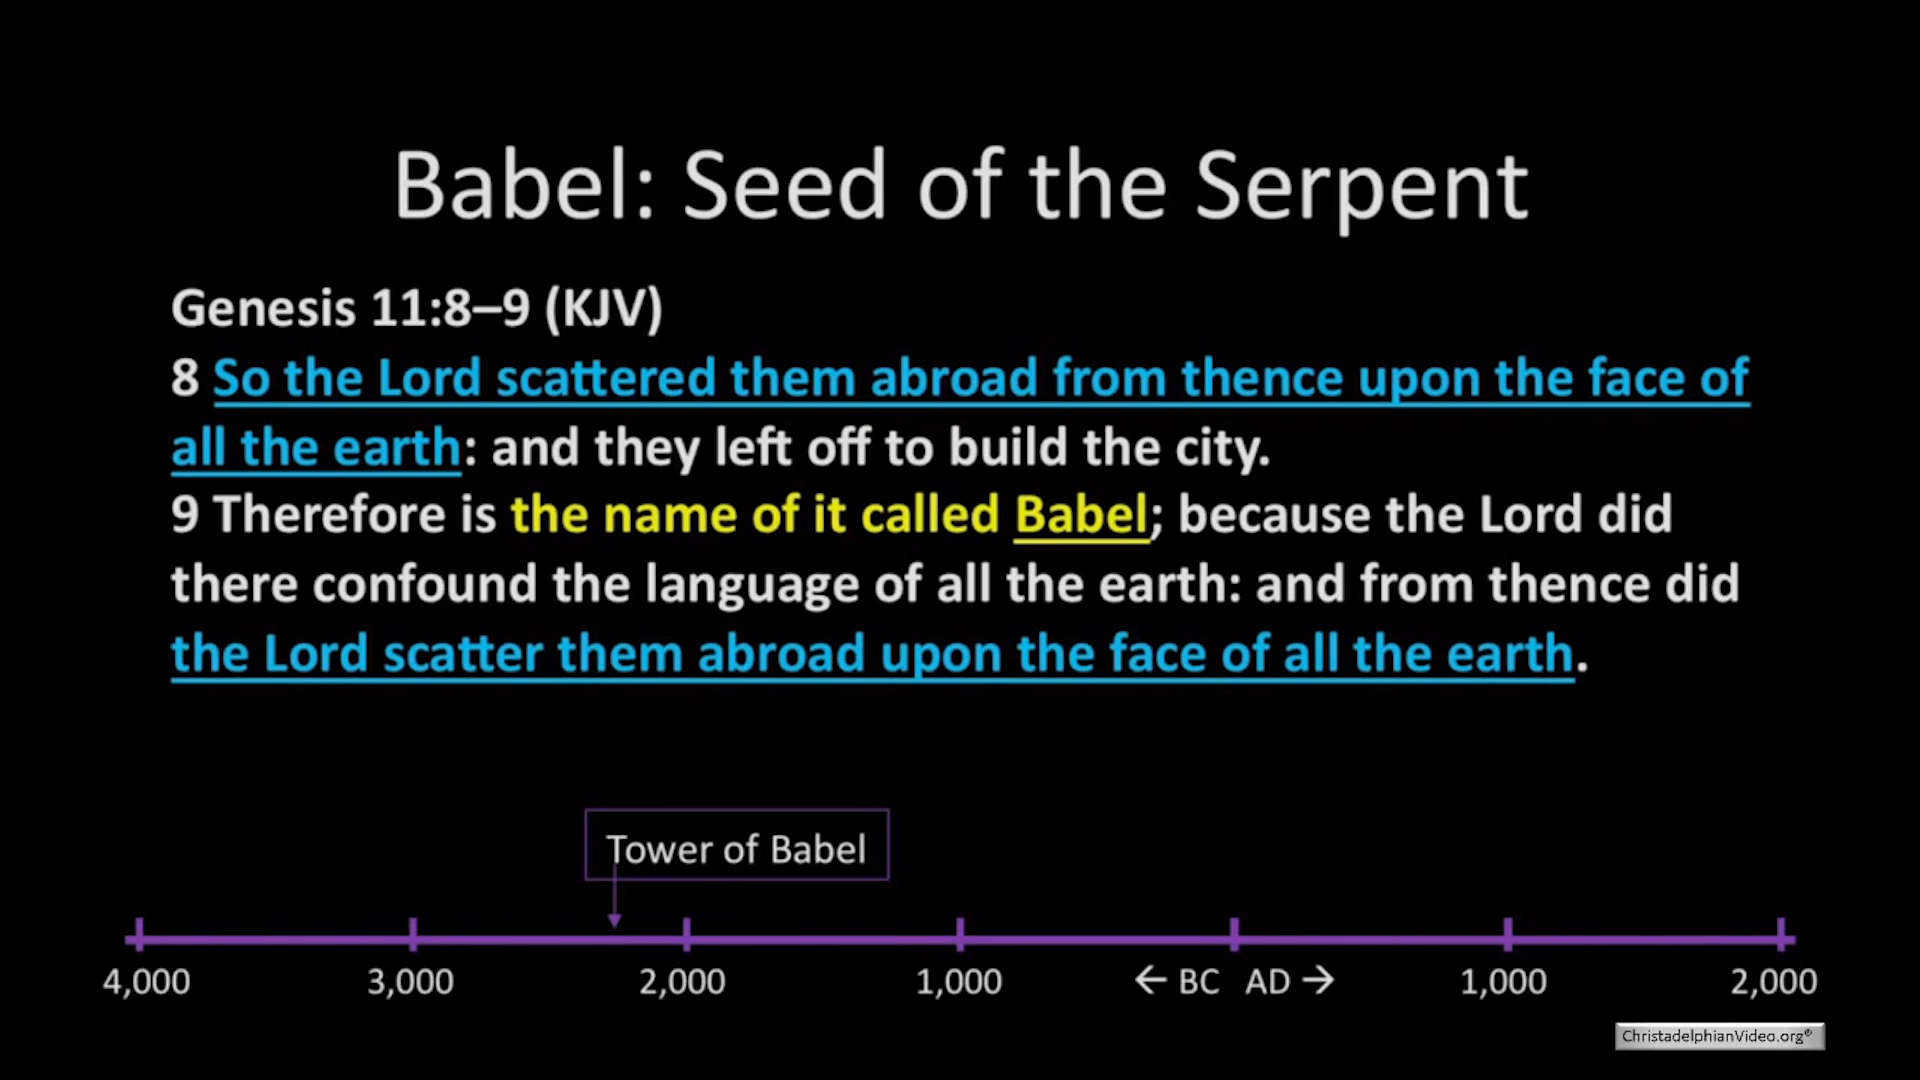 Babel: Seed of the Serpent
Genesis 11:8–9 (KJV)
8 So the Lord scattered them abroad from thence upon the face of
all the earth: and they left off to build the city.
9 Therefore is the name of it called Babel; because the Lord did
there confound the language of all the earth: and from thence did
the Lord scatter them abroad upon the face of all the earth.
Tower of Babel
4,000 3,000 2,000 1,000 ← BC AD → 1,000 2,000
ChristadelphianVideo.org®